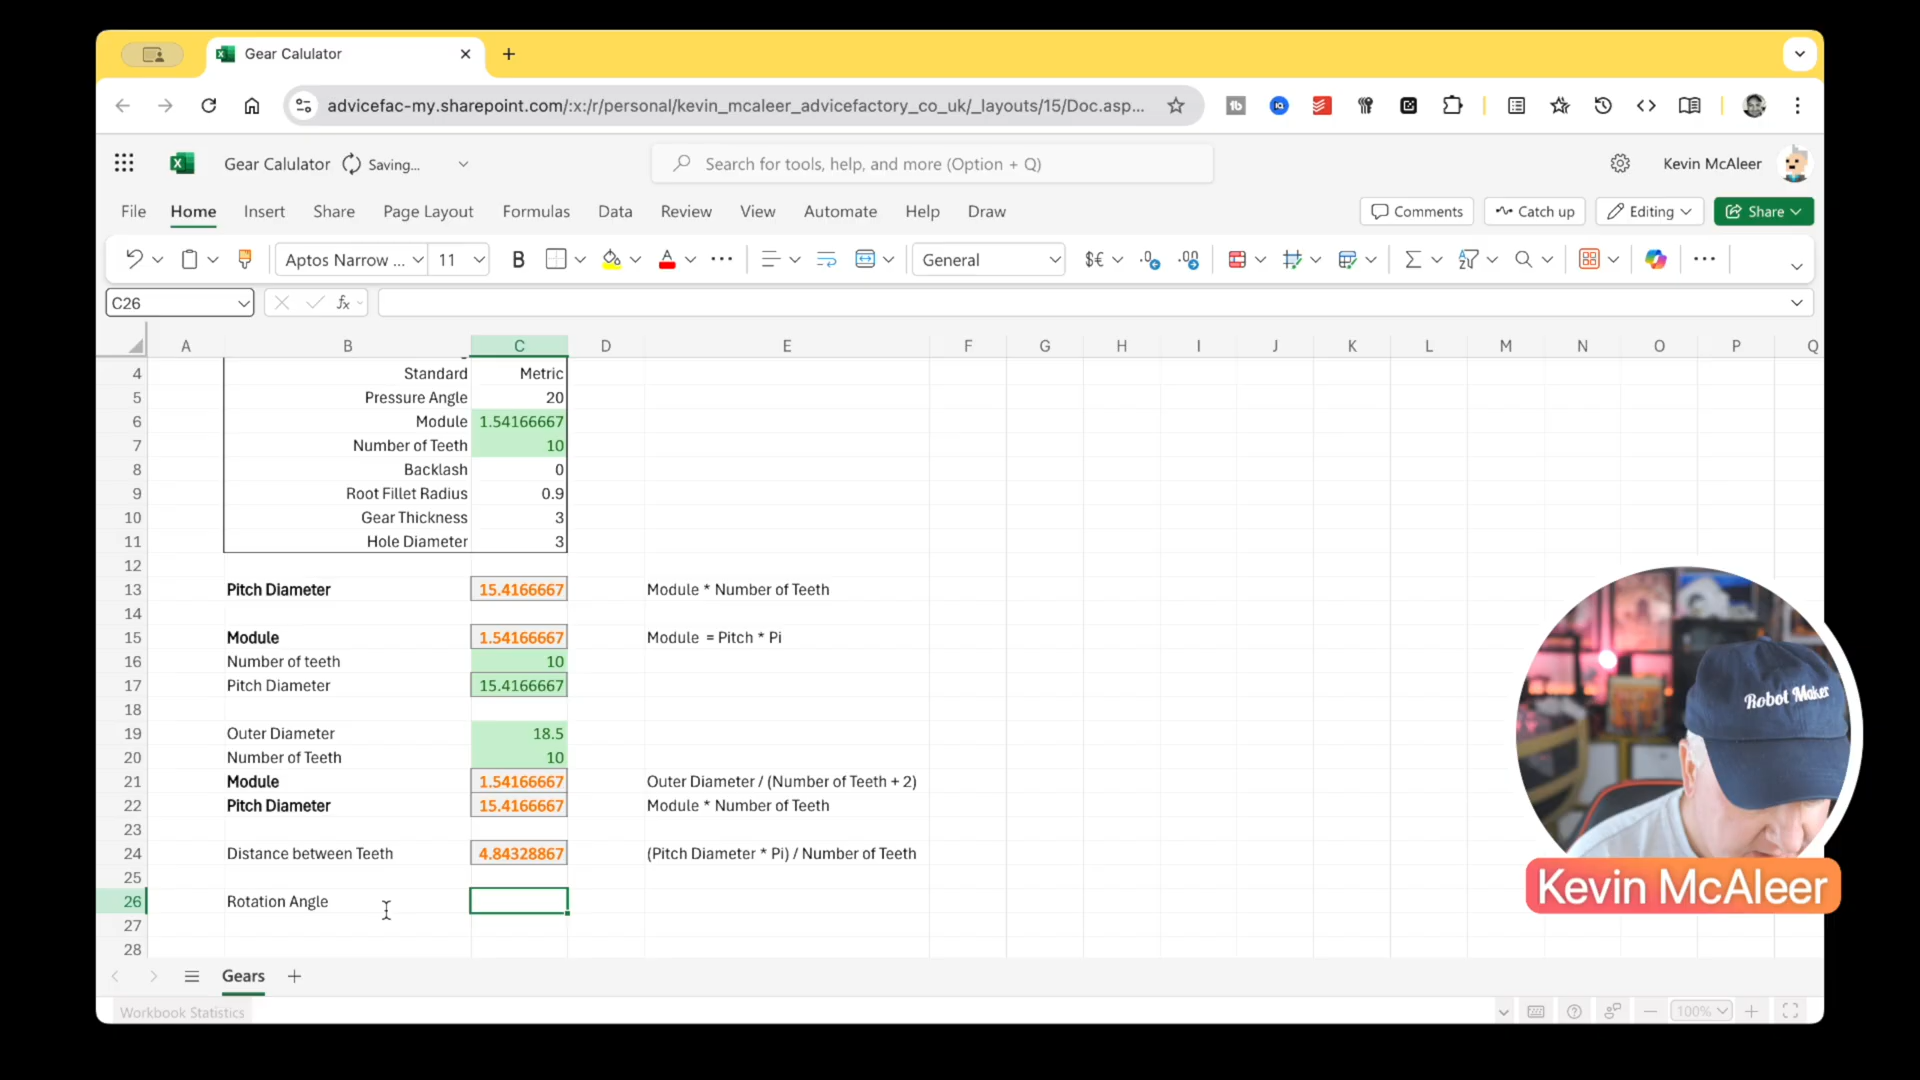 Gear Calulator
advicefac-my.sharepoint.com/:x:/r/personal/kevin_mcaleer_advicefactory_co_uk/_layouts/15/Doc.asp...
Gear Calulator Saving... Search for tools, help, and more (Option + Q) Kevin McAleer
File Home Insert Share Page Layout Formulas Data Review View Automate Help Draw Comments Catch up Editing Share
Aptos Narrow ... 11 B A General $€
C26 fx
A B C D E F G H I J K L M N O P Q
4 Standard Metric
5 Pressure Angle 20
6 Module 1.54166667
7 Number of Teeth 10
8 Backlash 0
9 Root Fillet Radius 0.9
10 Gear Thickness 3
11 Hole Diameter 3
12
13 Pitch Diameter 15.4166667 Module * Number of Teeth
14
15 Module 1.54166667 Module = Pitch * Pi
16 Number of teeth 10
17 Pitch Diameter 15.4166667
18
19 Outer Diameter 18.5
20 Number of Teeth 10
21 Module 1.54166667 Outer Diameter / (Number of Teeth + 2)
22 Pitch Diameter 15.4166667 Module * Number of Teeth
23
24 Distance between Teeth 4.84328867 (Pitch Diameter * Pi) / Number of Teeth
25
26 Rotation Angle
27
28
Robot Maker
Kevin McAleer
Gears
Workbook Statistics 100%